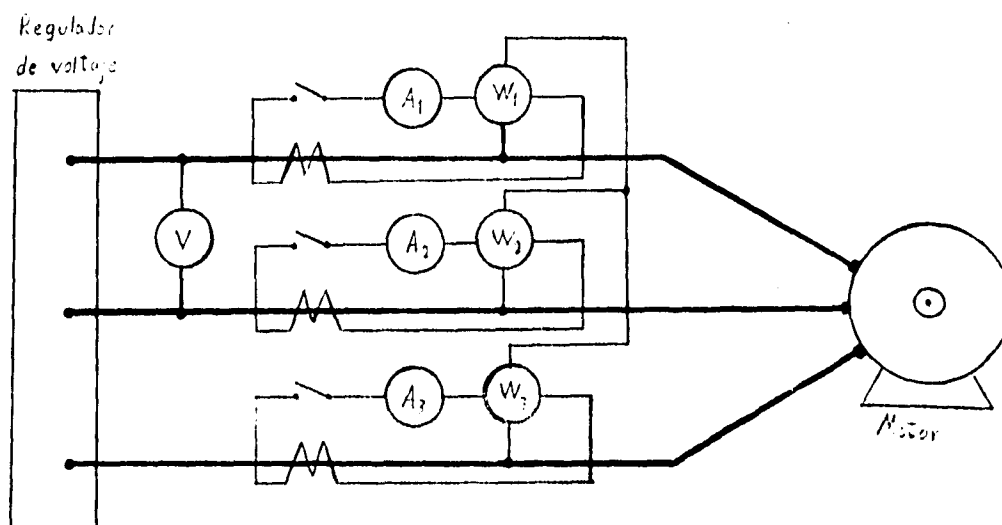 Regulador
de voltaje
A1
W1
V
A2
W2
A3
W3
Motor